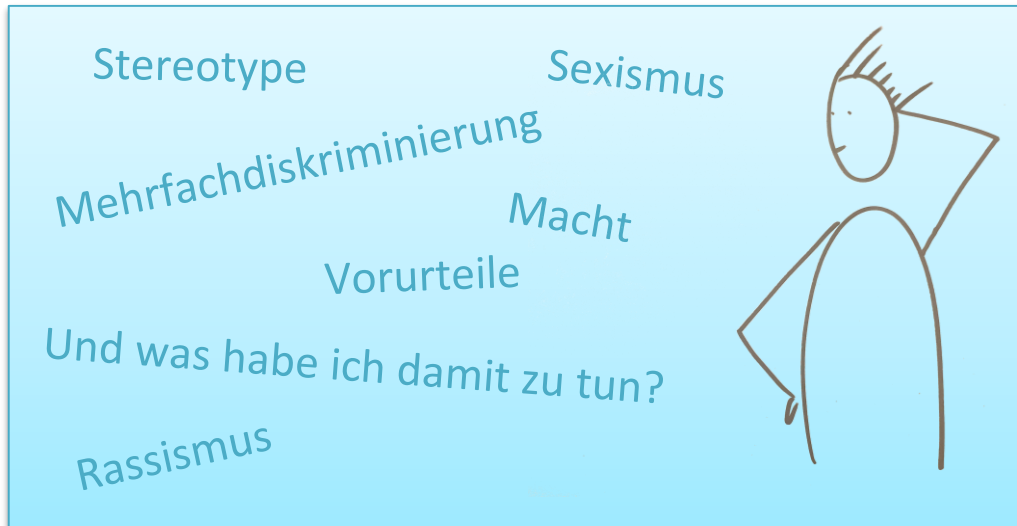 Stereotype
Sexismus
Mehrfachdiskriminierung
Macht
Vorurteile
Und was habe ich damit zu tun?
Rassismus